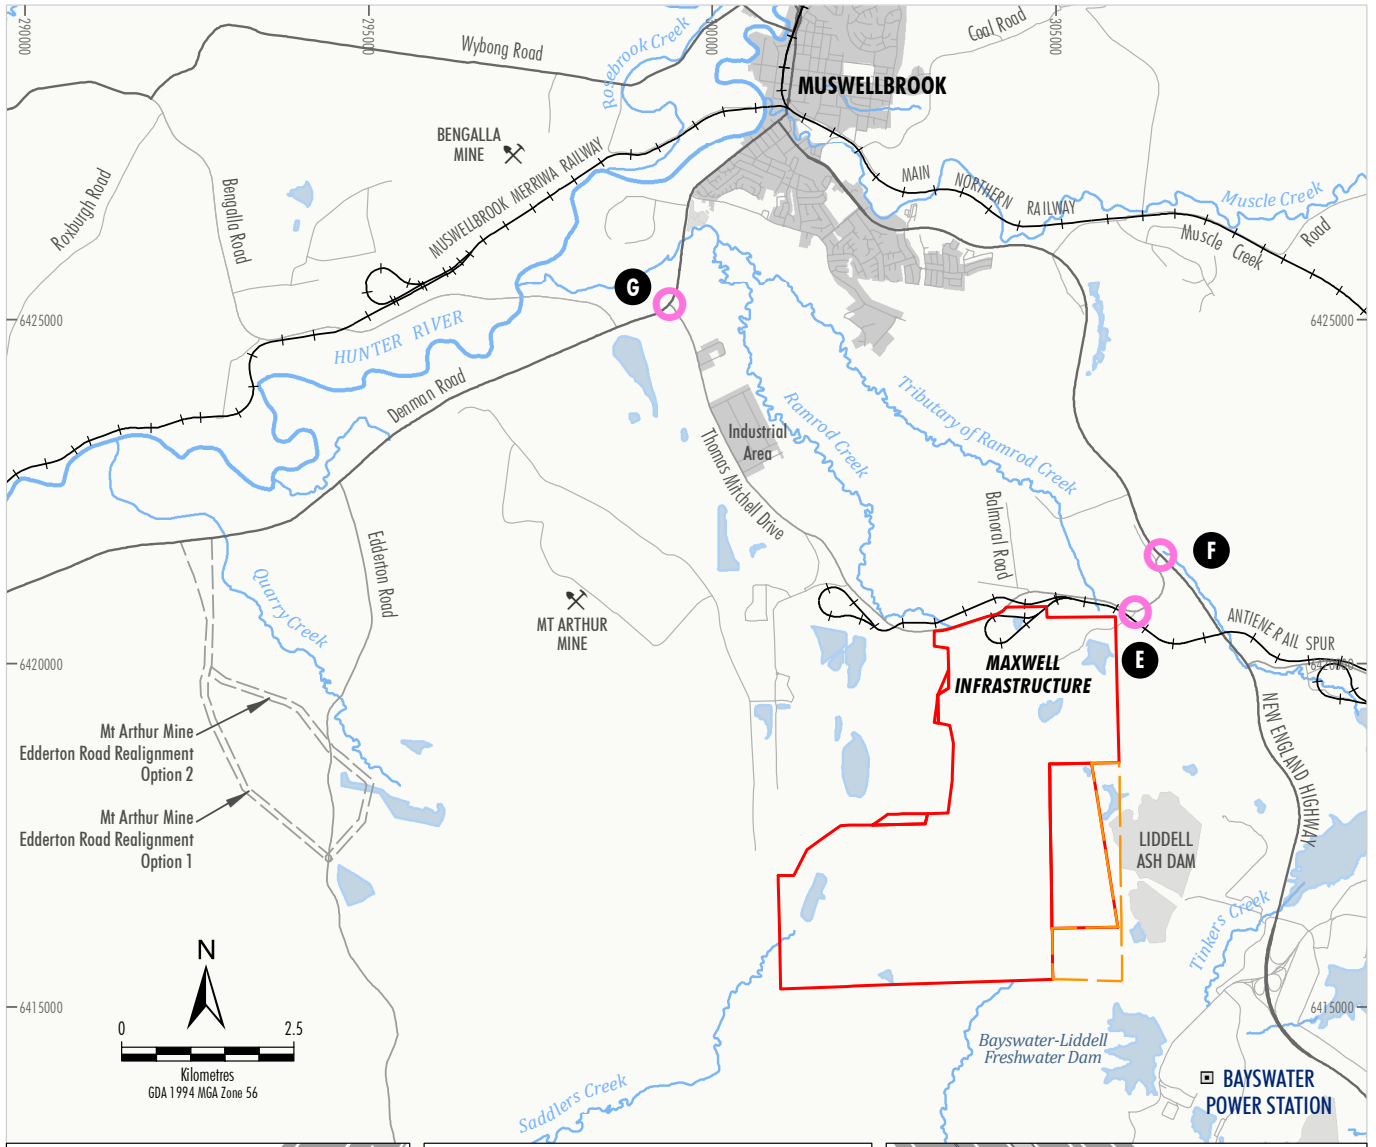 290000
295000
300000
305000
Coal Road
Wybong Road
Rosebrook Creek
MUSWELLBROOK
BENGALLA
MINE
MUSWELLBROOK MERRIWA RAILWAY
MAIN NORTHERN RAILWAY
Muscle Creek
Muscle Creek Road
Roxburgh Road
Bengalla Road
G
6425000
6425000
HUNTER RIVER
Denman Road
Ramrod Creek
Tributary of Ramrod Creek
Industrial
Area
Thomas Mitchell Drive
Balmoral Road
Edderton Road
F
Quarry Creek
MT ARTHUR
MINE
ANTIENE RAIL SPUR
6420000
6420000
E
MAXWELL
INFRASTRUCTURE
NEW ENGLAND HIGHWAY
Mt Arthur Mine
Edderton Road Realignment
Option 2
Mt Arthur Mine
Edderton Road Realignment
Option 1
LIDDELL
ASH DAM
Tinkers Creek
N
6415000
6415000
0 2.5
Kilometres
GDA 1994 MGA Zone 56
Bayswater-Liddell
Freshwater Dam
Saddlers Creek
BAYSWATER
POWER STATION